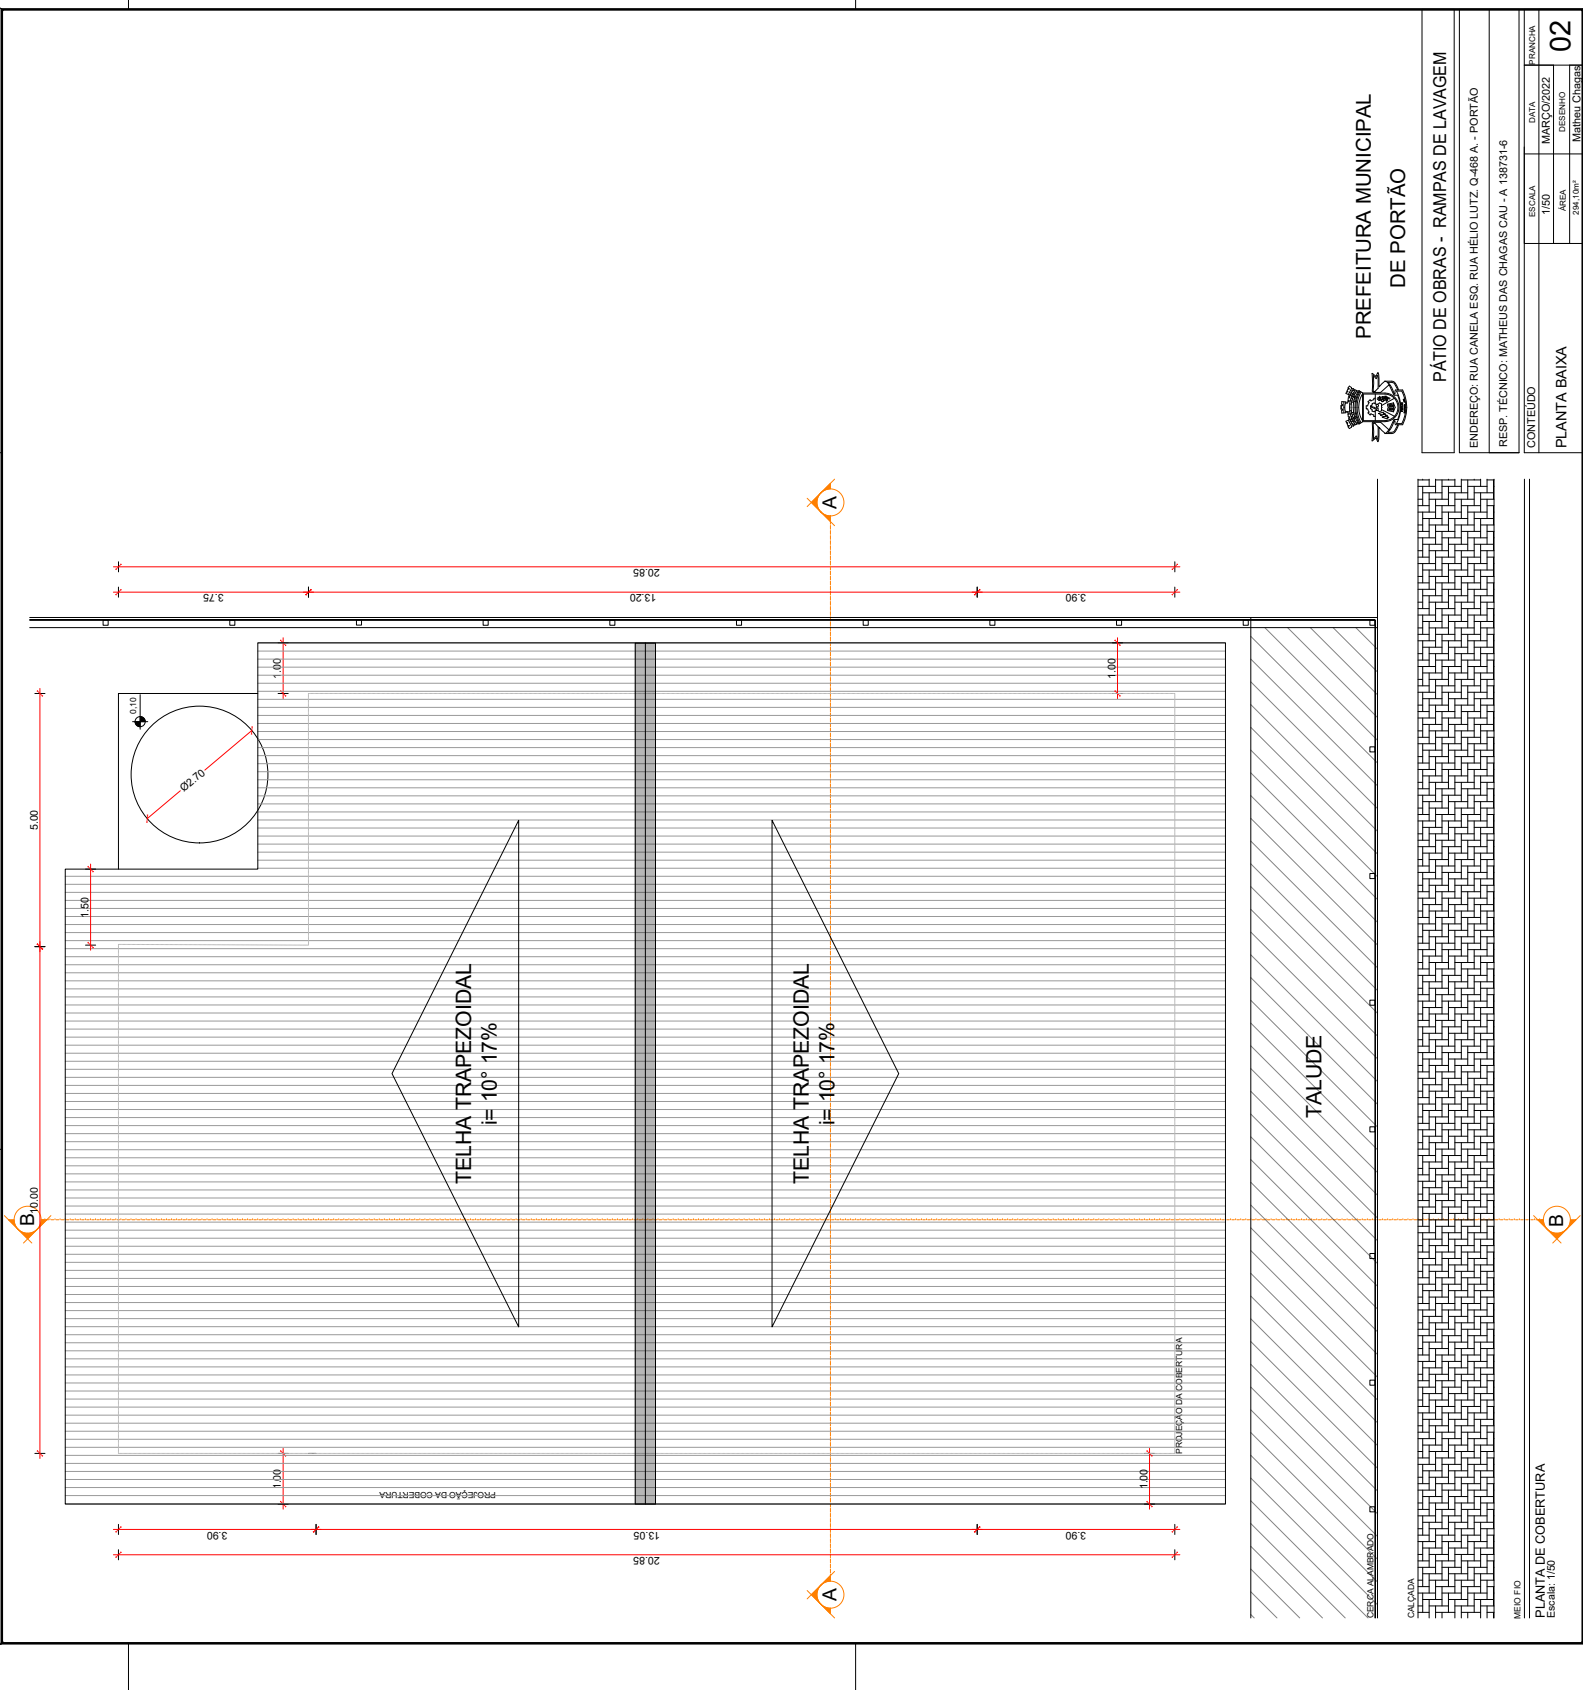 PREFEITURA MUNICIPAL
DE PORTÃO
PÁTIO DE OBRAS - RAMPAS DE LAVAGEM
ENDEREÇO: RUA CANELA ESQ. RUA HÉLIO LUTZ. Q-468 A. - PORTÃO
RESP. TÉCNICO: MATHEUS DAS CHAGAS CAU - A 138731-6
CONTEÚDO
PLANTA BAIXA
ESCALA
1/50
ÁREA
294,10m²
DATA
MARÇO/2022
DESENHO
Matheu Chagas
PRANCHA
02
A
20.85
3.75
13.20
3.90
1.00
1.00
0,10
Ø2.70
5.00
1.50
10.00
B
TELHA TRAPEZOIDAL
i= 10° 17%
TELHA TRAPEZOIDAL
i= 10° 17%
TALUDE
B
PROJEÇÃO DA COBERTURA
PROJEÇÃO DA COBERTURA
1.00
1.00
3.90
13.05
3.90
20.85
A
CERCA ALAMBRADO
CALÇADA
MEIO FIO
PLANTA DE COBERTURA
Escala: 1/50